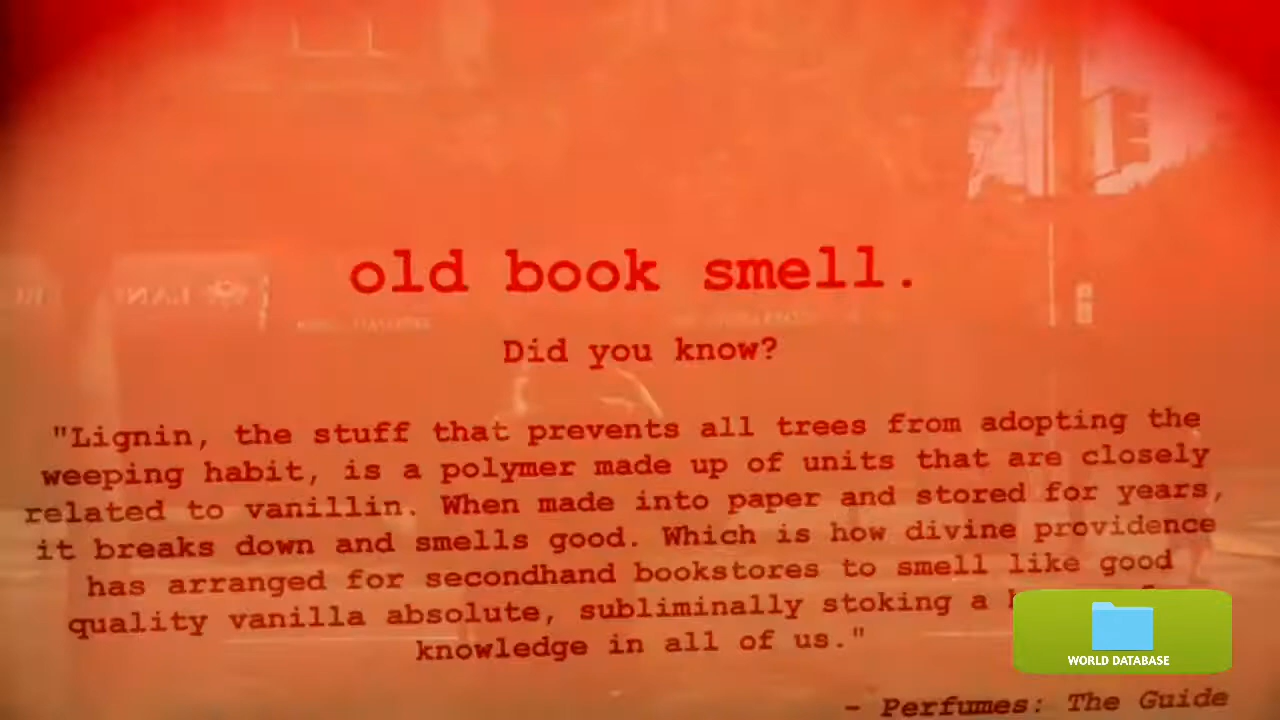 old book smell.
Did you know?
"Lignin, the stuff that prevents all trees from adopting the
weeping habit, is a polymer made up of units that are closely
related to vanillin. When made into paper and stored for years,
it breaks down and smells good. Which is how divine providence
has arranged for secondhand bookstores to smell like good
quality vanilla absolute, subliminally stoking a
knowledge in all of us."
- Perfumes: The Guide
WORLD DATABASE